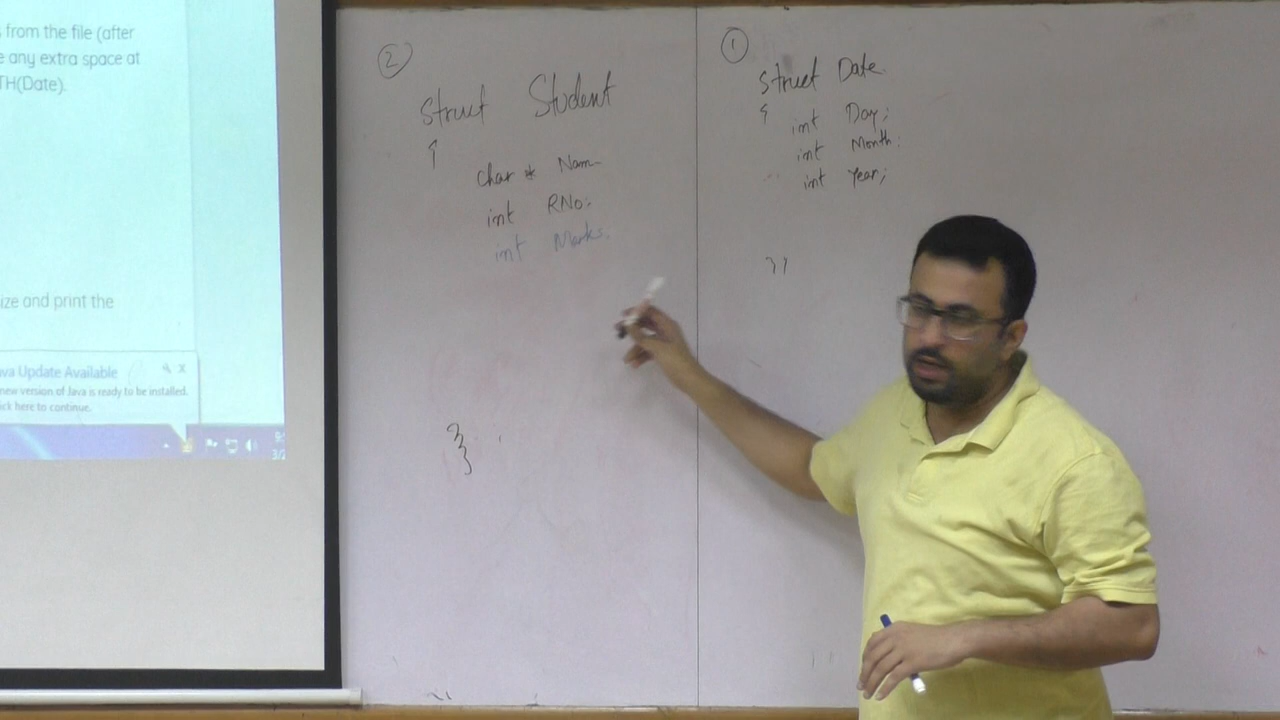 s from the file (after
e any extra space at
TH(Date).
ize and print the
ava Update Available
new version of Java is ready to be installed.
ick here to continue.
②
struct Student
{
char * Nam
int RNo;
int Marks;
}
①
struct Date
{
int Day;
int Month;
int Year;
};